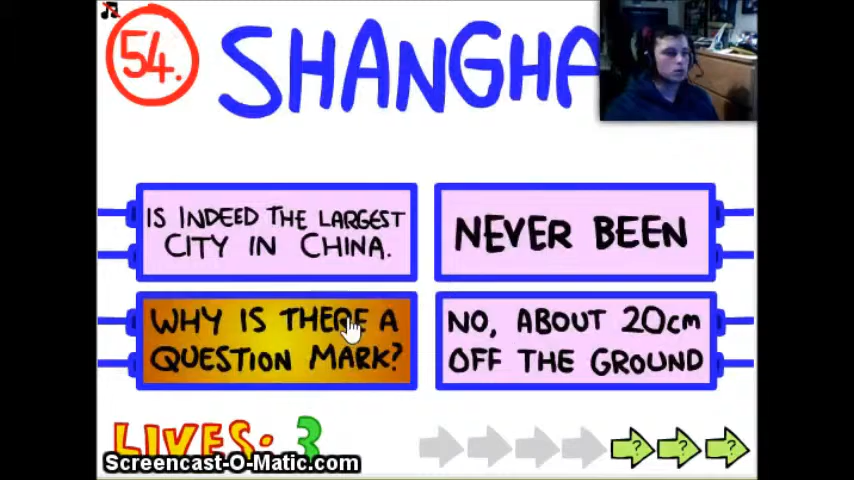 54.
SHANGHA
IS INDEED THE LARGEST
CITY IN CHINA.
NEVER BEEN
WHY IS THERE A
QUESTION MARK?
NO, ABOUT 20cm
OFF THE GROUND
LIVES: 3
? ? ?
Screencast-O-Matic.com